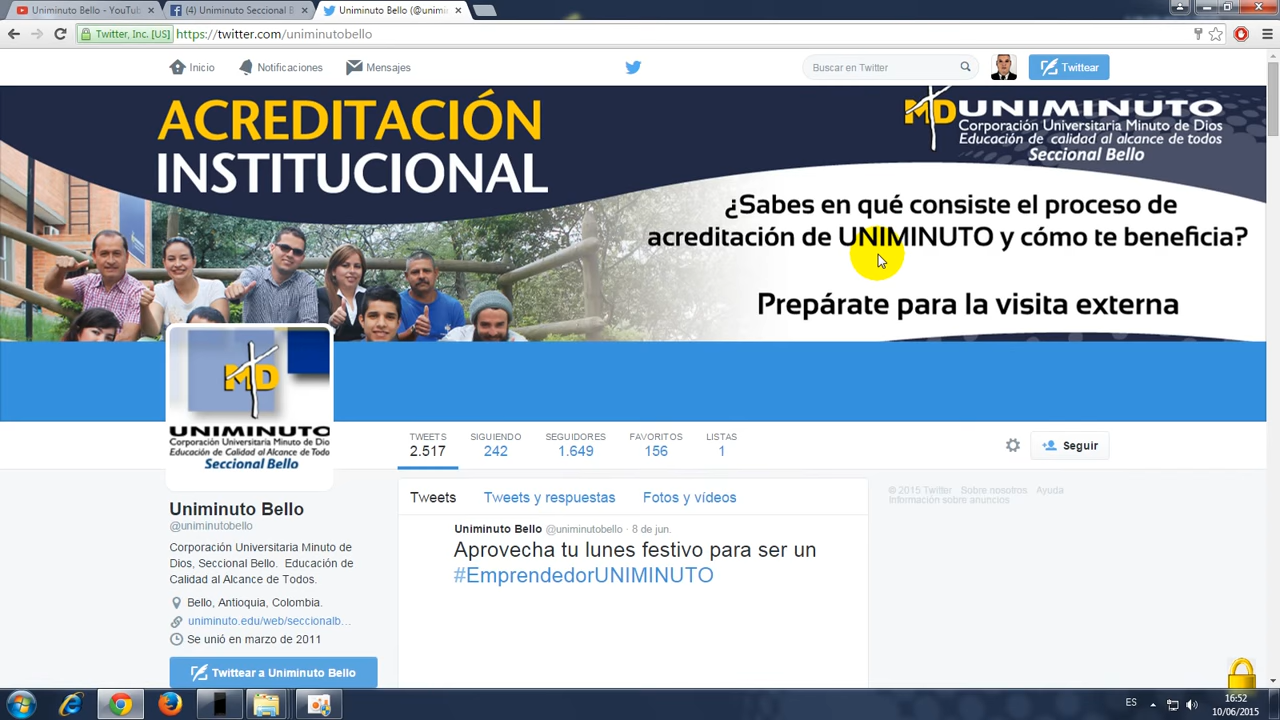 Uniminuto Bello - YouTub
(4) Uniminuto Seccional B
Uniminuto Bello (@unimi
Twitter, Inc. [US]
https://twitter.com/uniminutobello
Inicio
Notificaciones
Mensajes
Buscar en Twitter
Twittear
ACREDITACIÓN
INSTITUCIONAL
MD UNIMINUTO
Corporación Universitaria Minuto de Dios
Educación de calidad al alcance de todos
Seccional Bello
¿Sabes en qué consiste el proceso de
acreditación de UNIMINUTO y cómo te beneficia?
Prepárate para la visita externa
MD
UNIMINUTO
Corporación Universitaria Minuto de Dio
Educación de Calidad al Alcance de Todo
Seccional Bello
TWEETS
2.517
SIGUIENDO
242
SEGUIDORES
1.649
FAVORITOS
156
LISTAS
1
Seguir
Uniminuto Bello
@uniminutobello
Corporación Universitaria Minuto de
Dios, Seccional Bello. Educación de
Calidad al Alcance de Todos.
Bello, Antioquia, Colombia.
uniminuto.edu/web/seccionalb...
Se unió en marzo de 2011
Twittear a Uniminuto Bello
Tweets
Tweets y respuestas
Fotos y vídeos
Uniminuto Bello @uniminutobello · 8 de jun.
Aprovecha tu lunes festivo para ser un
#EmprendedorUNIMINUTO
© 2015 Twitter Sobre nosotros Ayuda
Información sobre anuncios
ES
16:52
10/06/2015